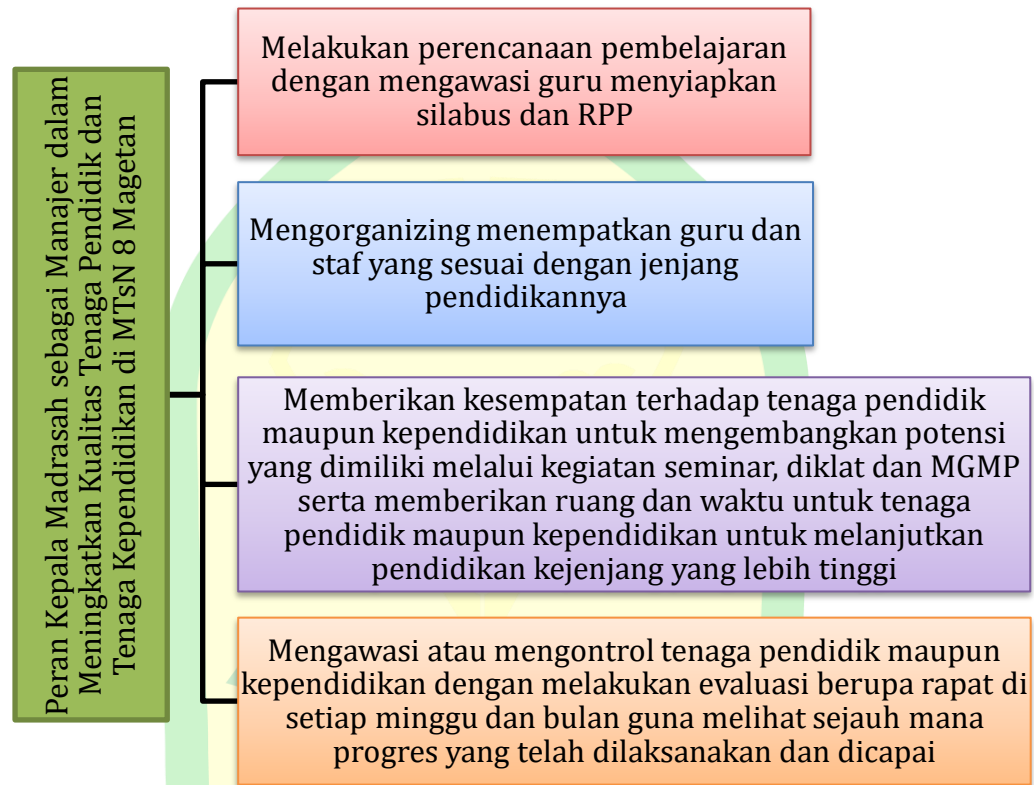 Peran Kepala Madrasah sebagai Manajer dalam
Meningkatkan Kualitas Tenaga Pendidik dan
Tenaga Kependidikan di MTsN 8 Magetan
Melakukan perencanaan pembelajaran
dengan mengawasi guru menyiapkan
silabus dan RPP
Mengorganizing menempatkan guru dan
staf yang sesuai dengan jenjang
pendidikannya
Memberikan kesempatan terhadap tenaga pendidik
maupun kependidikan untuk mengembangkan potensi
yang dimiliki melalui kegiatan seminar, diklat dan MGMP
serta memberikan ruang dan waktu untuk tenaga
pendidik maupun kependidikan untuk melanjutkan
pendidikan kejenjang yang lebih tinggi
Mengawasi atau mengontrol tenaga pendidik maupun
kependidikan dengan melakukan evaluasi berupa rapat di
setiap minggu dan bulan guna melihat sejauh mana
progres yang telah dilaksanakan dan dicapai